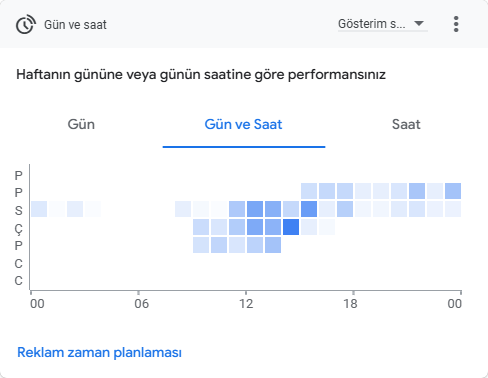 Gün ve saat
Gösterim s...
Haftanın gününe veya günün saatine göre performansınız
Gün
Gün ve Saat
Saat
P
P
S
Ç
P
C
C
00
06
12
18
00
Reklam zaman planlaması